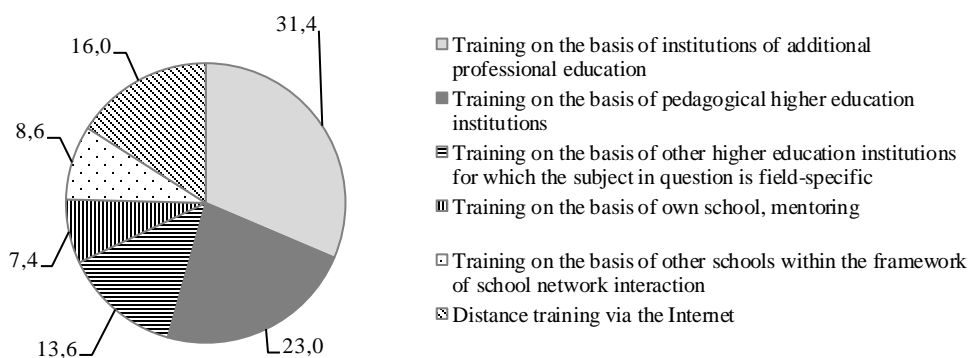 31,4
16,0
8,6
7,4
13,6
23,0
Training on the basis of institutions of additional
professional education
Training on the basis of pedagogical higher education
institutions
Training on the basis of other higher education institutions
for which the subject in question is field-specific
Training on the basis of own school, mentoring
Training on the basis of other schools within the framework
of school network interaction
Distance training via the Internet